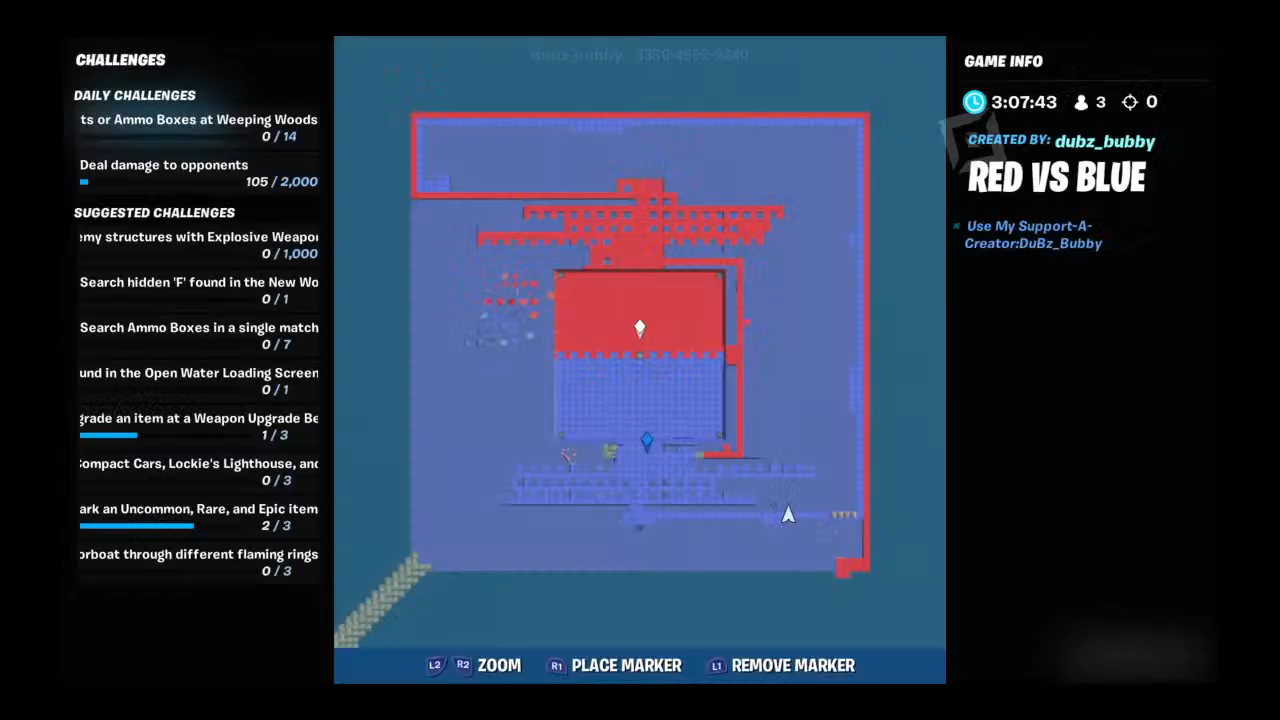 CHALLENGES
DAILY CHALLENGES
ts or Ammo Boxes at Weeping Woods
0 / 14
Deal damage to opponents
105 / 2,000
SUGGESTED CHALLENGES
emy structures with Explosive Weapon
0 / 1,000
Search hidden 'F' found in the New Wo
0 / 1
Search Ammo Boxes in a single match
0 / 7
und in the Open Water Loading Screen
0 / 1
grade an item at a Weapon Upgrade Be
1 / 3
Compact Cars, Lockie's Lighthouse, and
0 / 3
ark an Uncommon, Rare, and Epic item
2 / 3
orboat through different flaming rings
0 / 3
L2 R2 ZOOM R1 PLACE MARKER L1 REMOVE MARKER
GAME INFO
3:07:43 3 0
CREATED BY: dubz_bubby
RED VS BLUE
Use My Support-A-
Creator:DuBz_Bubby